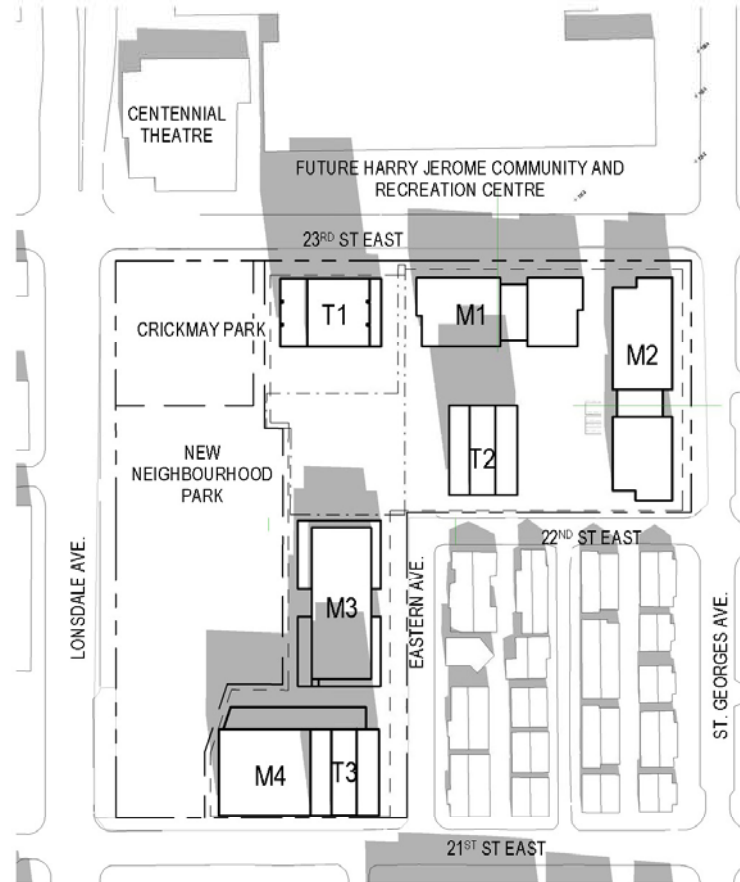 CENTENNIAL
THEATRE
FUTURE HARRY JEROME COMMUNITY AND
RECREATION CENTRE
23RD ST EAST
CRICKMAY PARK
T1
M1
M2
NEW
NEIGHBOURHOOD
PARK
T2
22ND ST EAST
LONSDALE AVE.
M3
EASTERN AVE.
ST. GEORGES AVE.
M4
T3
21ST ST EAST